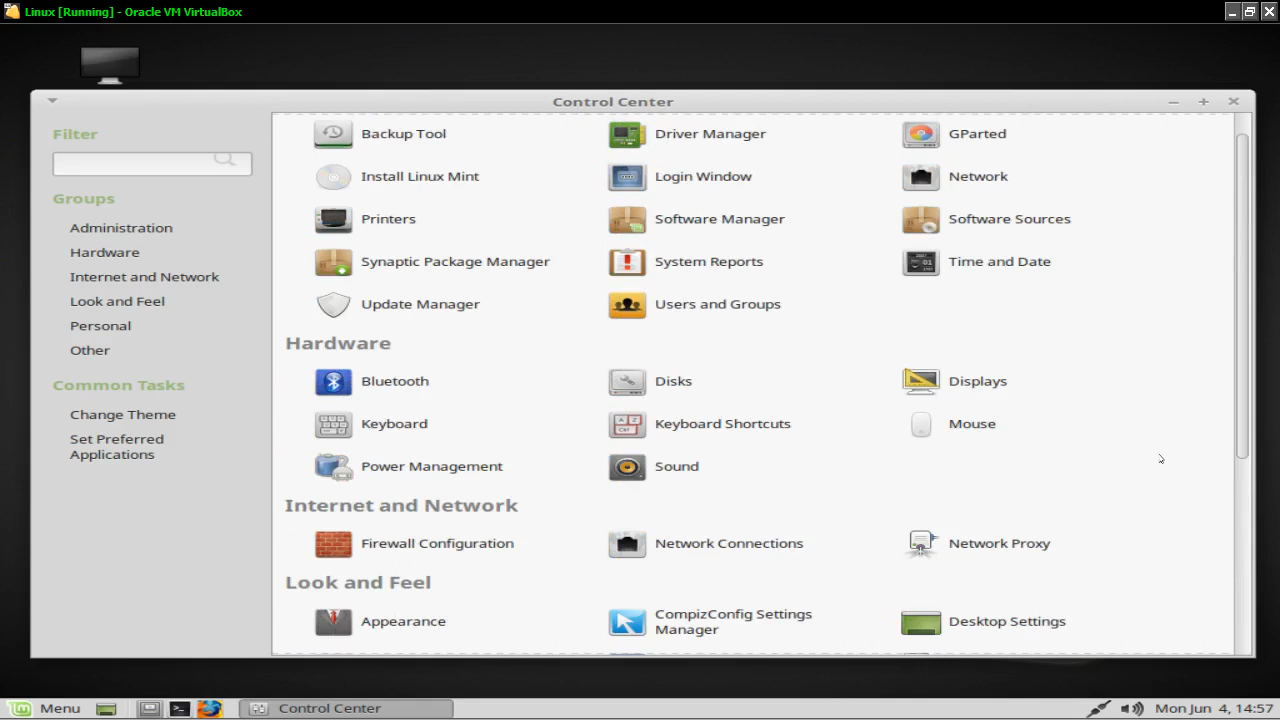 Linux [Running] - Oracle VM VirtualBox
Control Center
Filter
Groups
Administration
Hardware
Internet and Network
Look and Feel
Personal
Other
Common Tasks
Change Theme
Set Preferred
Applications
Backup Tool
Driver Manager
GParted
Install Linux Mint
Login Window
Network
Printers
Software Manager
Software Sources
Synaptic Package Manager
System Reports
Time and Date
Update Manager
Users and Groups
Hardware
Bluetooth
Disks
Displays
Keyboard
Keyboard Shortcuts
Mouse
Power Management
Sound
Internet and Network
Firewall Configuration
Network Connections
Network Proxy
Look and Feel
Appearance
CompizConfig Settings
Manager
Desktop Settings
Menu
Control Center
Mon Jun 4, 14:57